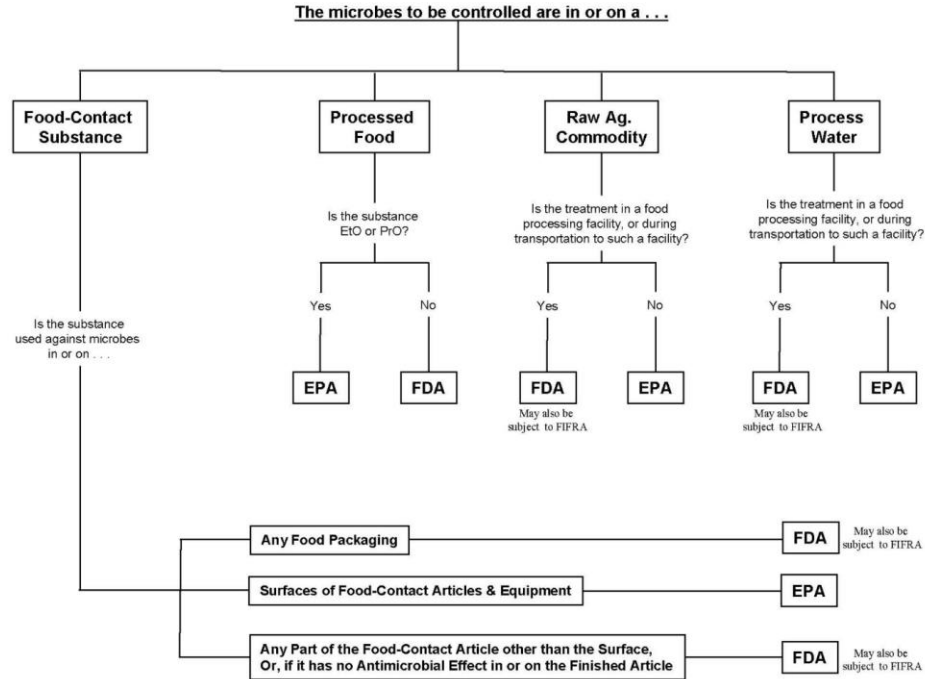 The microbes to be controlled are in or on a . . .
Food-Contact
Substance
Processed
Food
Raw Ag.
Commodity
Process
Water
Is the substance
EtO or PrO?
Is the treatment in a food
processing facility, or during
transportation to such a facility?
Is the treatment in a food
processing facility, or during
transportation to such a facility?
Yes
No
Yes
No
Yes
No
Is the substance
used against microbes
in or on . . .
EPA
FDA
FDA
May also be
subject to FIFRA
EPA
FDA
May also be
subject to FIFRA
EPA
Any Food Packaging
FDA
May also be
subject to FIFRA
Surfaces of Food-Contact Articles & Equipment
EPA
Any Part of the Food-Contact Article other than the Surface,
Or, if it has no Antimicrobial Effect in or on the Finished Article
FDA
May also be
subject to FIFRA